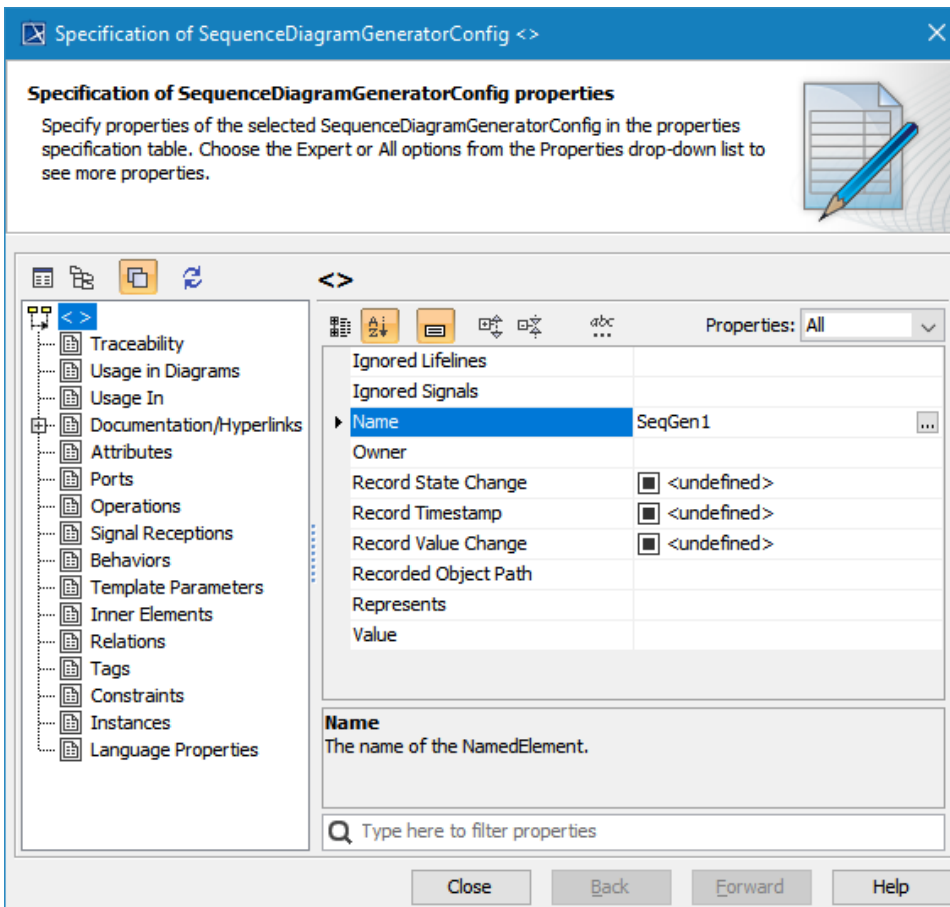 Specification of SequenceDiagramGeneratorConfig <>
Specification of SequenceDiagramGeneratorConfig properties
Specify properties of the selected SequenceDiagramGeneratorConfig in the properties
specification table. Choose the Expert or All options from the Properties drop-down list to
see more properties.
<>
< >
Traceability
Usage in Diagrams
Usage In
Documentation/Hyperlinks
Attributes
Ports
Operations
Signal Receptions
Behaviors
Template Parameters
Inner Elements
Relations
Tags
Constraints
Instances
Language Properties
Properties: All
Ignored Lifelines
Ignored Signals
Name SeqGen1 ...
Owner
Record State Change <undefined>
Record Timestamp <undefined>
Record Value Change <undefined>
Recorded Object Path
Represents
Value
Name
The name of the NamedElement.
Type here to filter properties
Close Back Forward Help